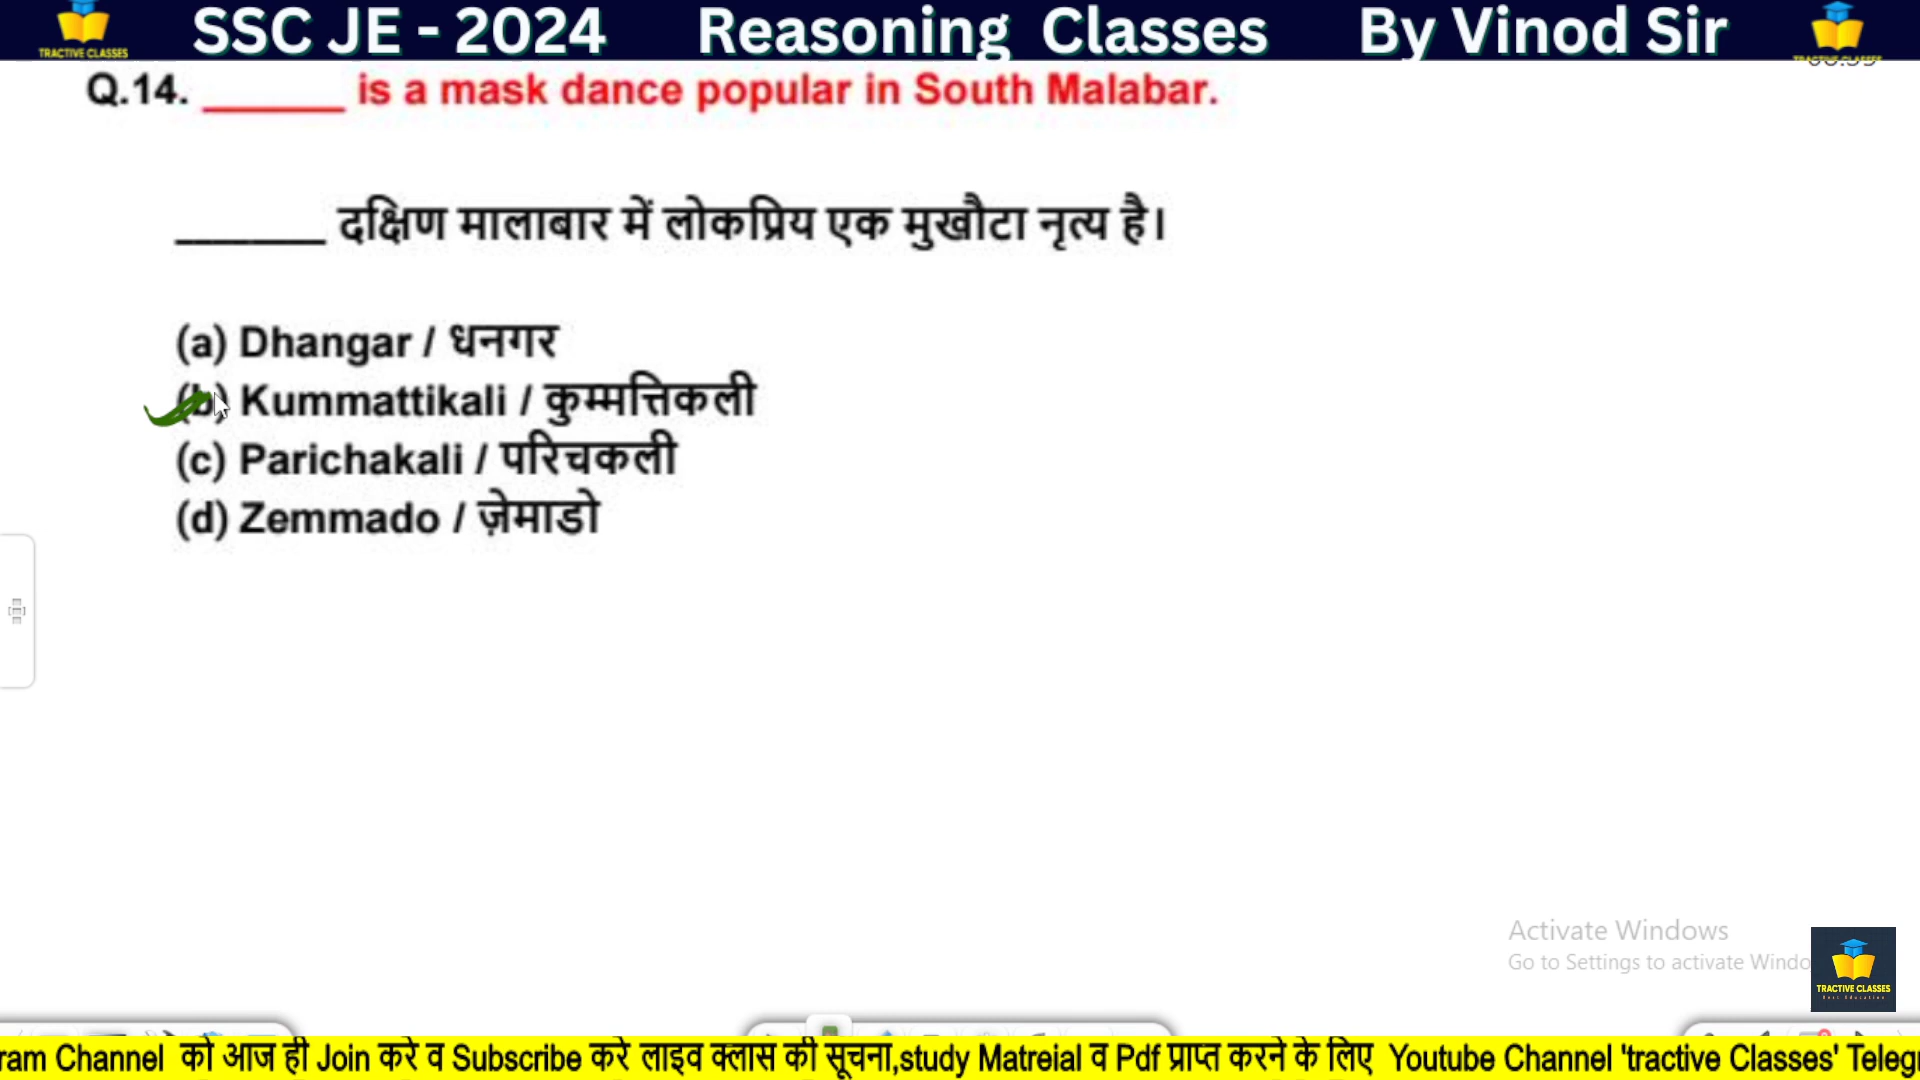 SSC JE - 2024 Reasoning Classes By Vinod Sir
TRACTIVE CLASSES
Q.14. ______ is a mask dance popular in South Malabar.
______ दक्षिण मालाबार में लोकप्रिय एक मुखौटा नृत्य है।
(a) Dhangar / धनगर
(b) Kummattikali / कुम्मत्तिकली
(c) Parichakali / परिचकली
(d) Zemmado / ज़ेमाडो
Activate Windows
Go to Settings to activate Windo
TRACTIVE CLASSES
ram Channel को आज ही Join करे व Subscribe करे लाइव क्लास की सूचना,study Matreial व Pdf प्राप्त करने के लिए Youtube Channel 'tractive Classes' Telegr